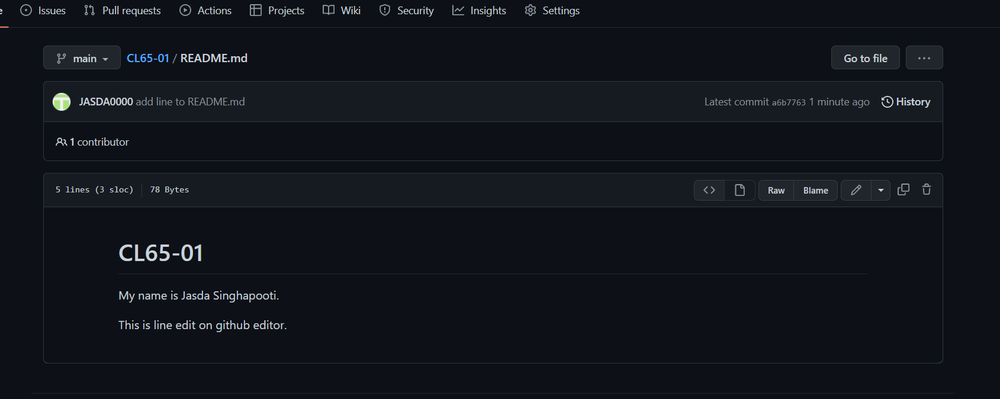 e Issues Pull requests Actions Projects Wiki Security Insights Settings
main CL65-01 / README.md Go to file ...
JASDA0000 add line to README.md Latest commit a6b7763 1 minute ago History
1 contributor
5 lines (3 sloc) 78 Bytes <> Raw Blame
CL65-01
My name is Jasda Singhapooti.
This is line edit on github editor.